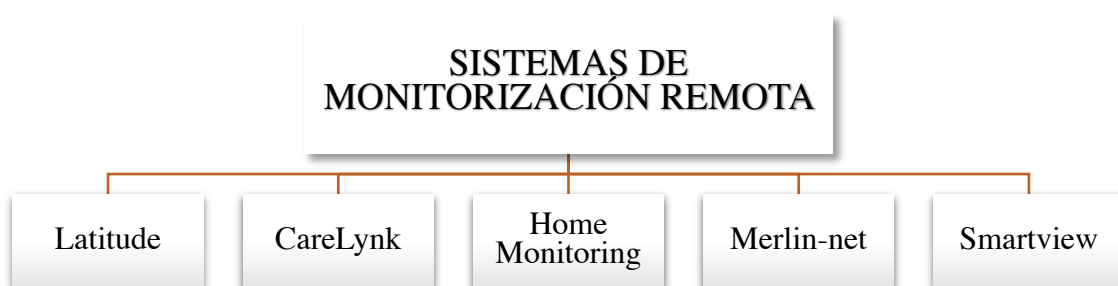 SISTEMAS DE
MONITORIZACIÓN REMOTA
Latitude
CareLynk
Home
Monitoring
Merlin-net
Smartview